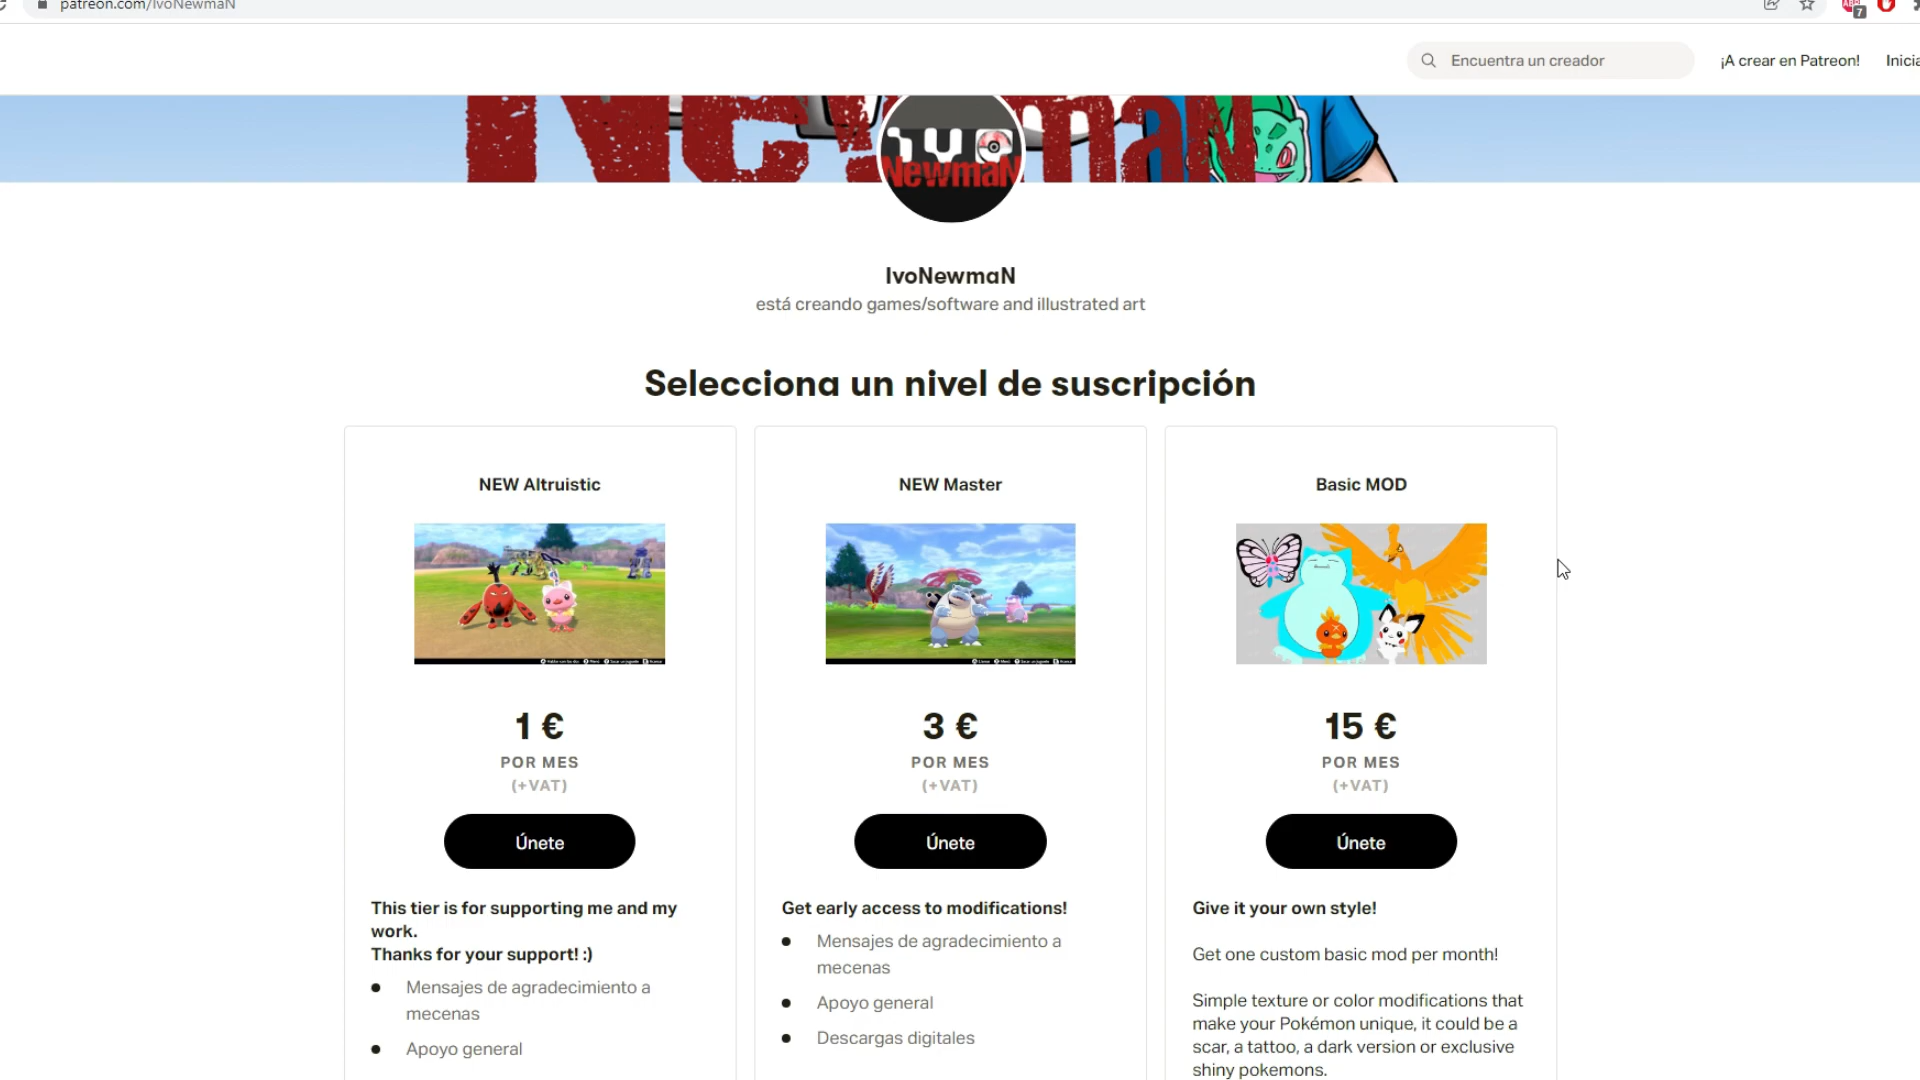 patreon.com/IvoNewmaN
7
Encuentra un creador
¡A crear en Patreon!
Inicia
NewmaN
IVO
NewmaN
IvoNewmaN
está creando games/software and illustrated art
Selecciona un nivel de suscripción
NEW Altruistic
1 €
POR MES
(+VAT)
Únete
This tier is for supporting me and my
work.
Thanks for your support! :)
Mensajes de agradecimiento a
mecenas
Apoyo general
NEW Master
3 €
POR MES
(+VAT)
Únete
Get early access to modifications!
Mensajes de agradecimiento a
mecenas
Apoyo general
Descargas digitales
Basic MOD
15 €
POR MES
(+VAT)
Únete
Give it your own style!
Get one custom basic mod per month!
Simple texture or color modifications that
make your Pokémon unique, it could be a
scar, a tattoo, a dark version or exclusive
shiny pokemons.